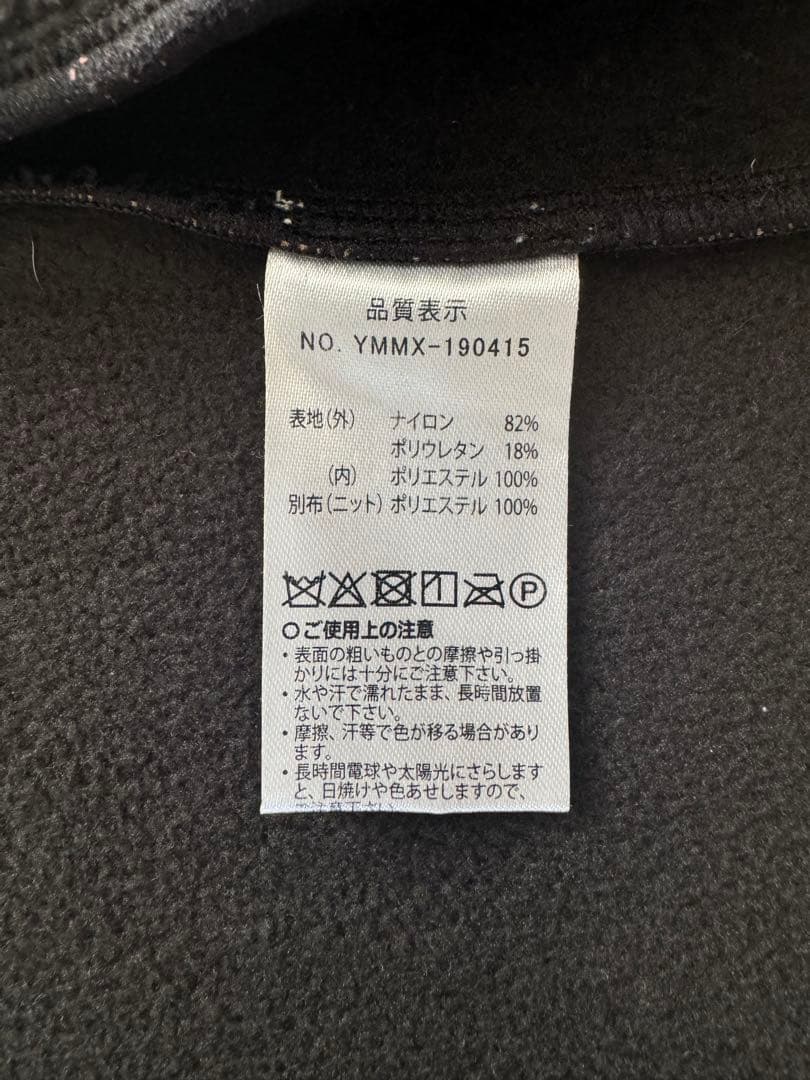 品質表示
NO. YMMX-190415
表地(外) ナイロン 82%
ポリウレタン 18%
(内) ポリエステル 100%
別布(ニット) ポリエステル 100%
P
○ご使用上の注意
・表面の粗いものとの摩擦や引っ掛
かりには十分にご注意下さい。
・水や汗で濡れたまま、長時間放置
ないで下さい。
・摩擦、汗等で色が移る場合があり
ます。
・長時間電球や太陽光にさらします
と、日焼けや色あせしますので、
ご注意下さい